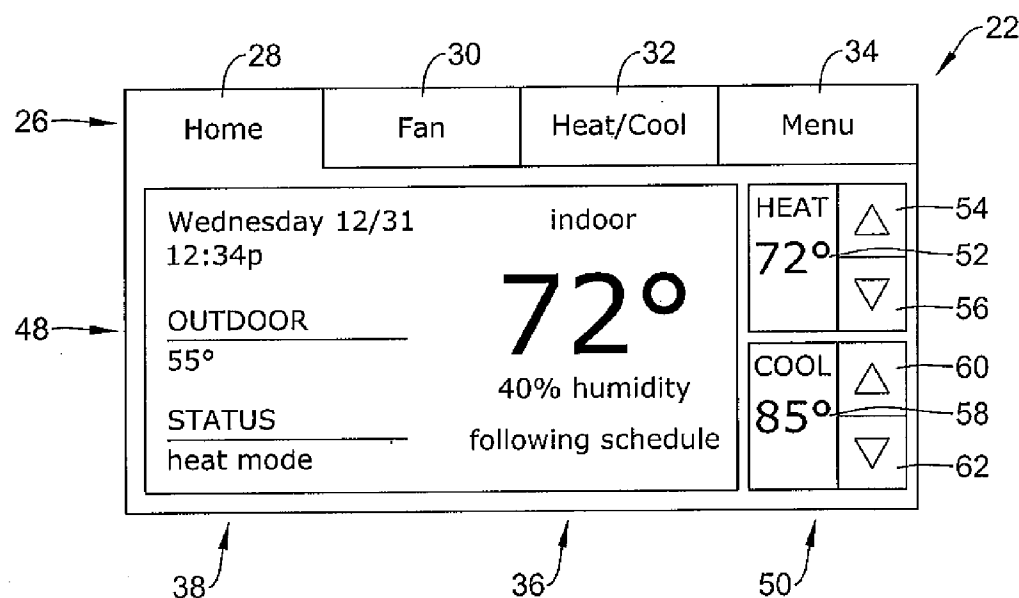 22
28 30 32 34
26 Home Fan Heat/Cool Menu
Wednesday 12/31
12:34p
indoor
72°
40% humidity
following schedule
OUTDOOR
55°
STATUS
heat mode
48
HEAT
72°
54
52
56
COOL
85°
60
58
62
38 36 50